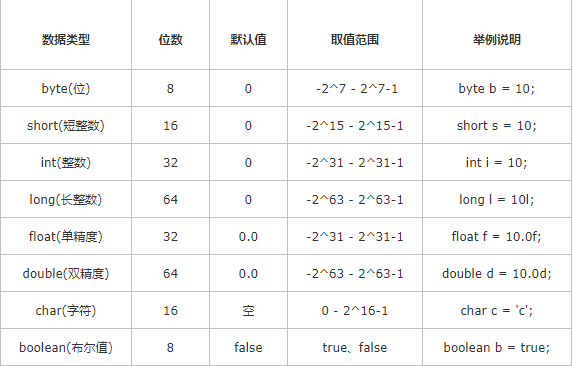 数据类型 位数 默认值 取值范围 举例说明
byte(位) 8 0 -2^7 - 2^7-1 byte b = 10;
short(短整数) 16 0 -2^15 - 2^15-1 short s = 10;
int(整数) 32 0 -2^31 - 2^31-1 int i = 10;
long(长整数) 64 0 -2^63 - 2^63-1 long l = 10l;
float(单精度) 32 0.0 -2^31 - 2^31-1 float f = 10.0f;
double(双精度) 64 0.0 -2^63 - 2^63-1 double d = 10.0d;
char(字符) 16 空 0 - 2^16-1 char c = 'c';
boolean(布尔值) 8 false true、false boolean b = true;